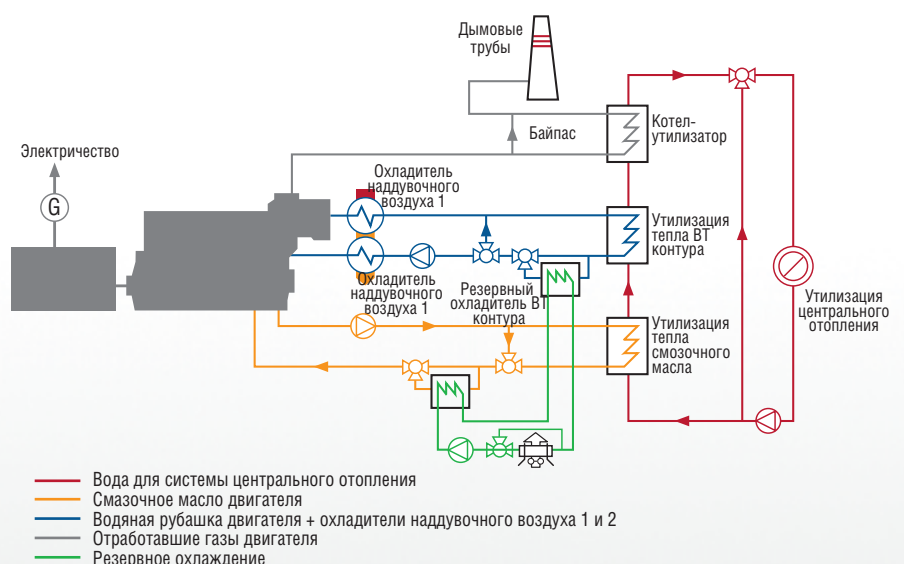 Дымовые
трубы
Котел-
утилизатор
Байпас
Электричество
G
Охладитель
наддувочного
воздуха 1
Утилизация
тепла ВТ
контура
Охладитель
наддувочного
воздуха 1
Резервный
охладитель ВТ
контура
Утилизация
центрального
отопления
Утилизация
тепла
смозочного
масла
Вода для системы центрального отопления
Смазочное масло двигателя
Водяная рубашка двигателя + охладители наддувочного воздуха 1 и 2
Отработавшие газы двигателя
Резервное охлаждение